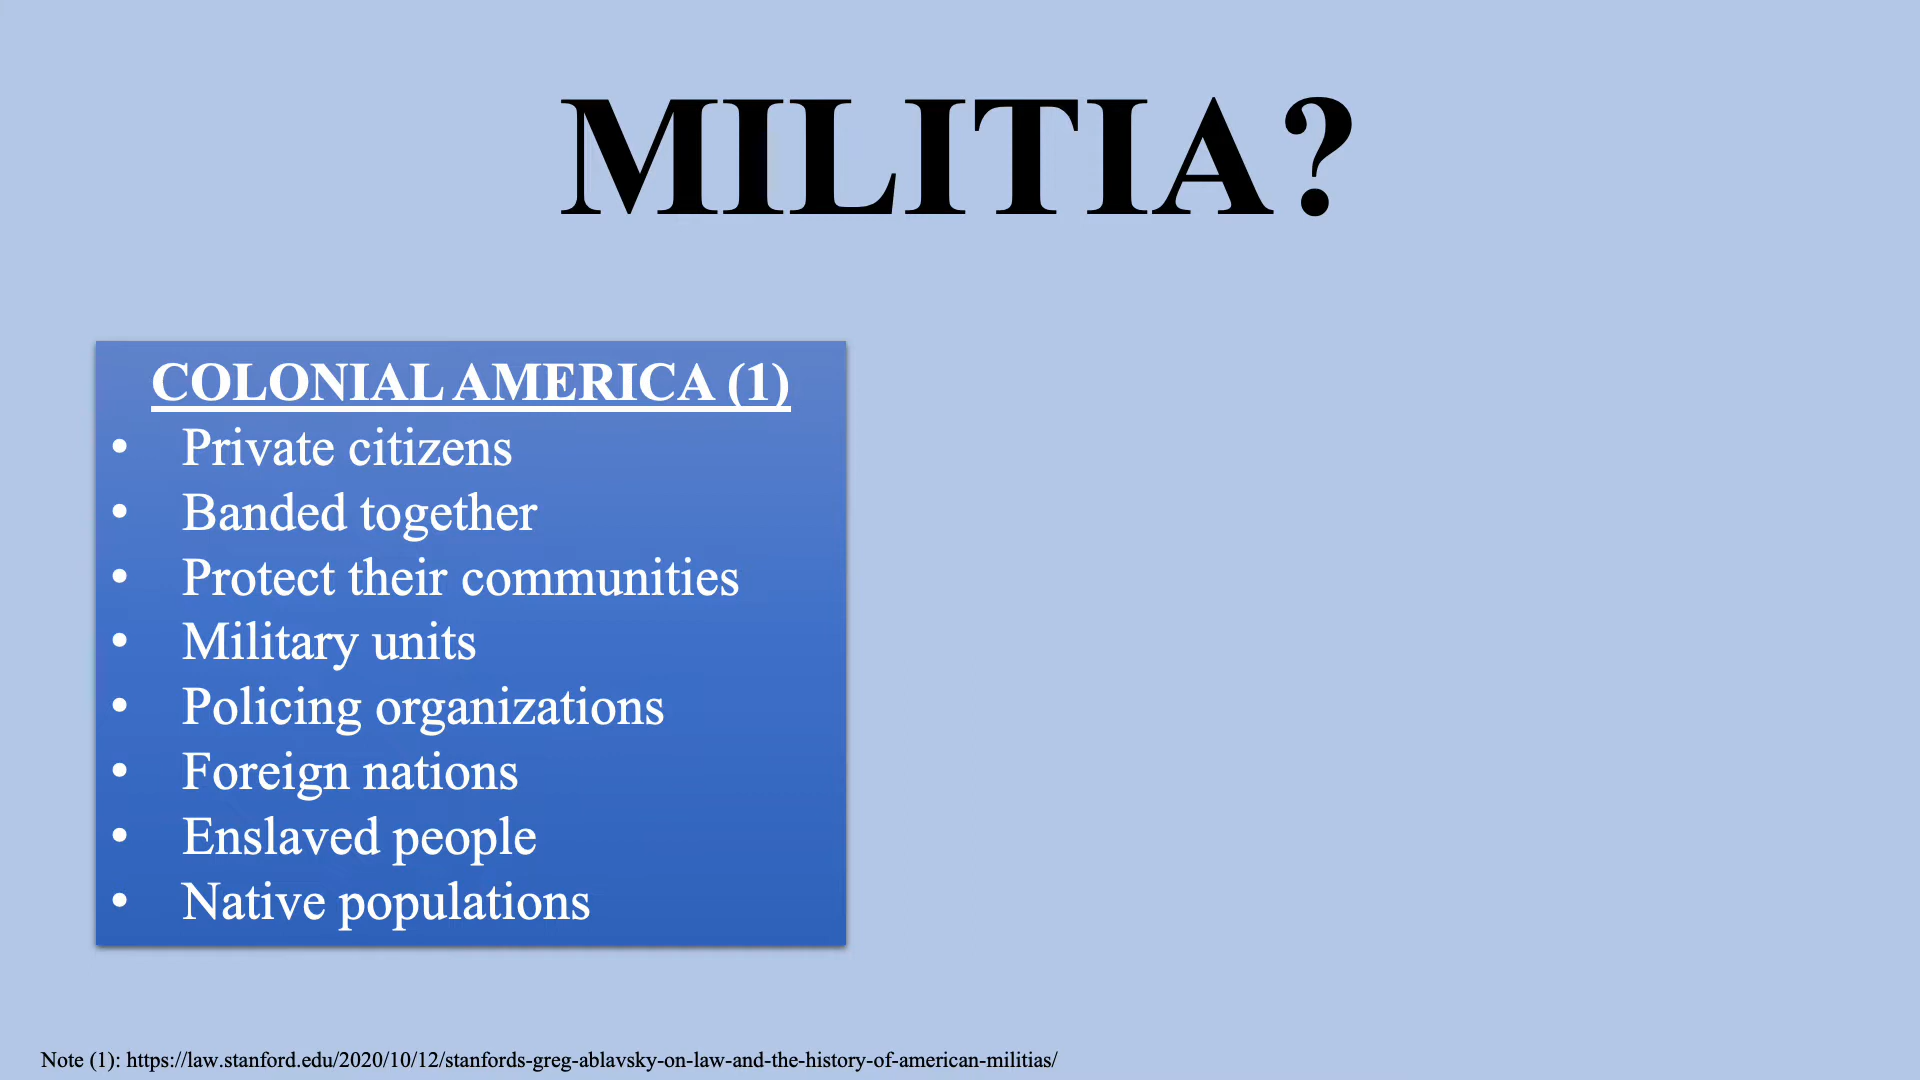 MILITIA?
COLONIAL AMERICA (1)
• Private citizens
• Banded together
• Protect their communities
• Military units
• Policing organizations
• Foreign nations
• Enslaved people
• Native populations
Note (1): https://law.stanford.edu/2020/10/12/stanfords-greg-ablavsky-on-law-and-the-history-of-american-militias/